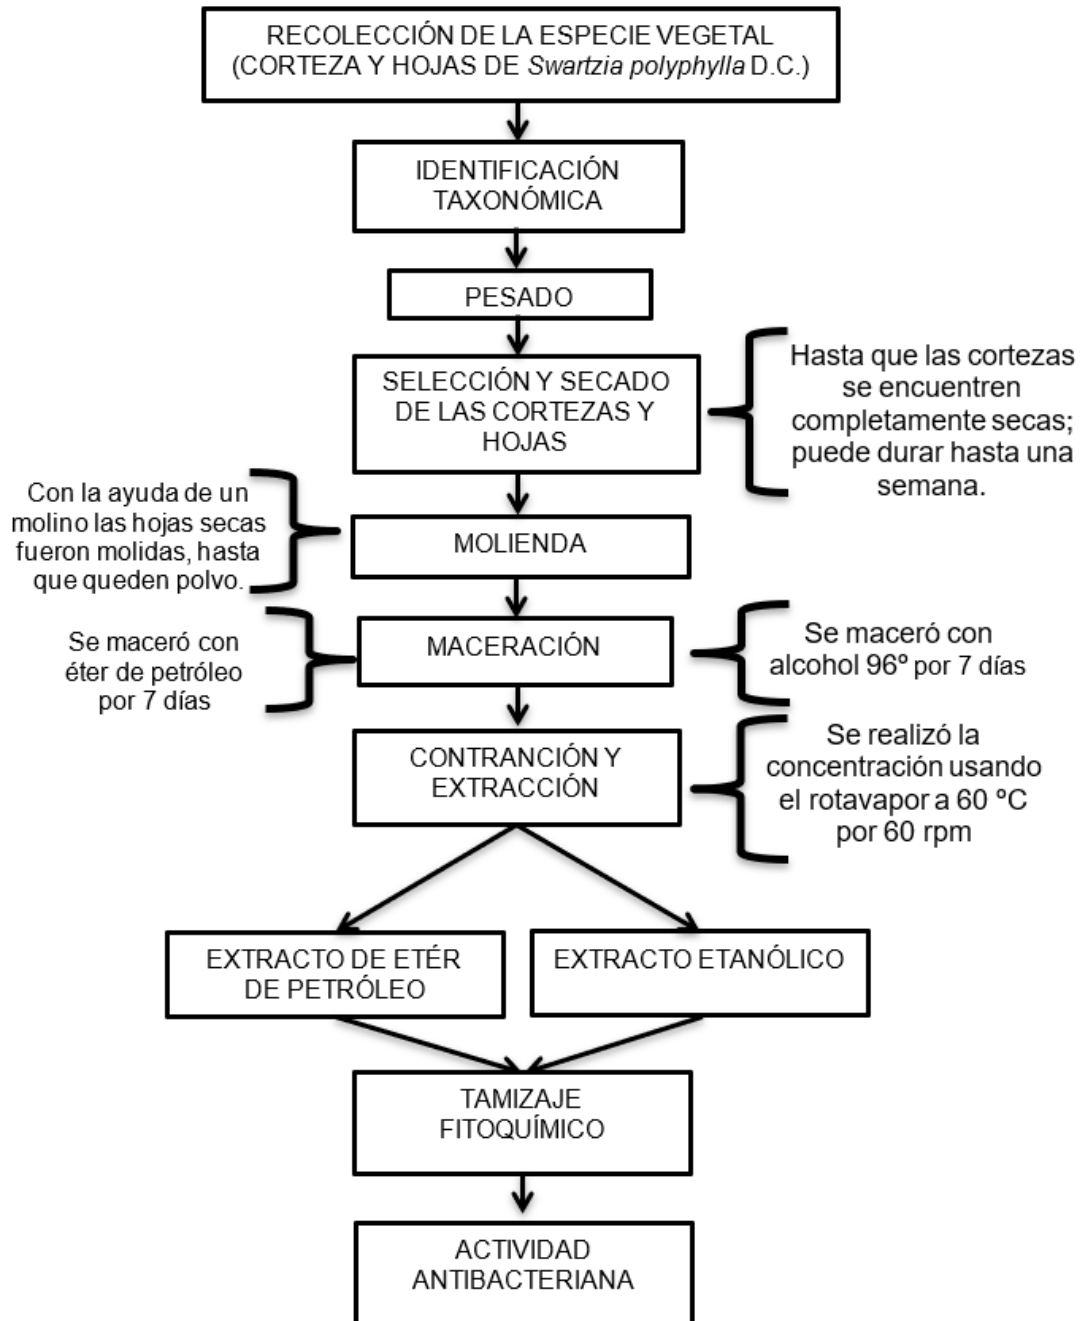 RECOLECCIÓN DE LA ESPECIE VEGETAL
(CORTEZA Y HOJAS DE Swartzia polyphylla D.C.)
IDENTIFICACIÓN
TAXONÓMICA
PESADO
SELECCIÓN Y SECADO
DE LAS CORTEZAS Y
HOJAS
Hasta que las cortezas
se encuentren
completamente secas;
puede durar hasta una
semana.
Con la ayuda de un
molino las hojas secas
fueron molidas, hasta
que queden polvo.
MOLIENDA
Se maceró con
éter de petróleo
por 7 días
MACERACIÓN
Se maceró con
alcohol 96º por 7 días
CONTRANCIÓN Y
EXTRACCIÓN
Se realizó la
concentración usando
el rotavapor a 60 ºC
por 60 rpm
EXTRACTO DE ETÉR
DE PETRÓLEO
EXTRACTO ETANÓLICO
TAMIZAJE
FITOQUÍMICO
ACTIVIDAD
ANTIBACTERIANA